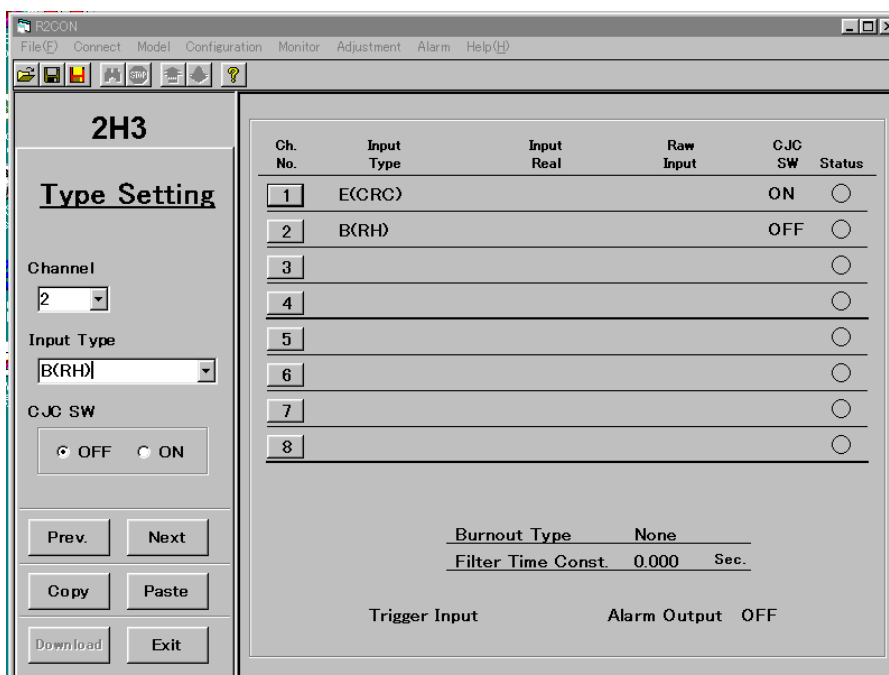 R2CON
File(F) Connect Model Configuration Monitor Adjustment Alarm Help(H)
STOP
2H3
Type Setting
Channel
2
Input Type
B(RH)
CJC SW
OFF ON
Prev. Next
Copy Paste
Download Exit
Ch. No. Input Type Input Real Raw Input CJC SW Status
1 E(CRC) ON
2 B(RH) OFF
3
4
5
6
7
8
Burnout Type None
Filter Time Const. 0.000 Sec.
Trigger Input Alarm Output OFF